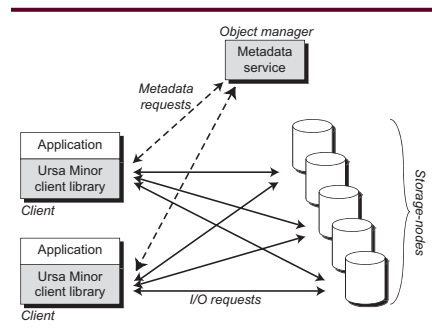 Object manager
Metadata
service
Metadata
requests
Application
Ursa Minor
client library
Client
Application
Ursa Minor
client library
Client
I/O requests
Storage-nodes